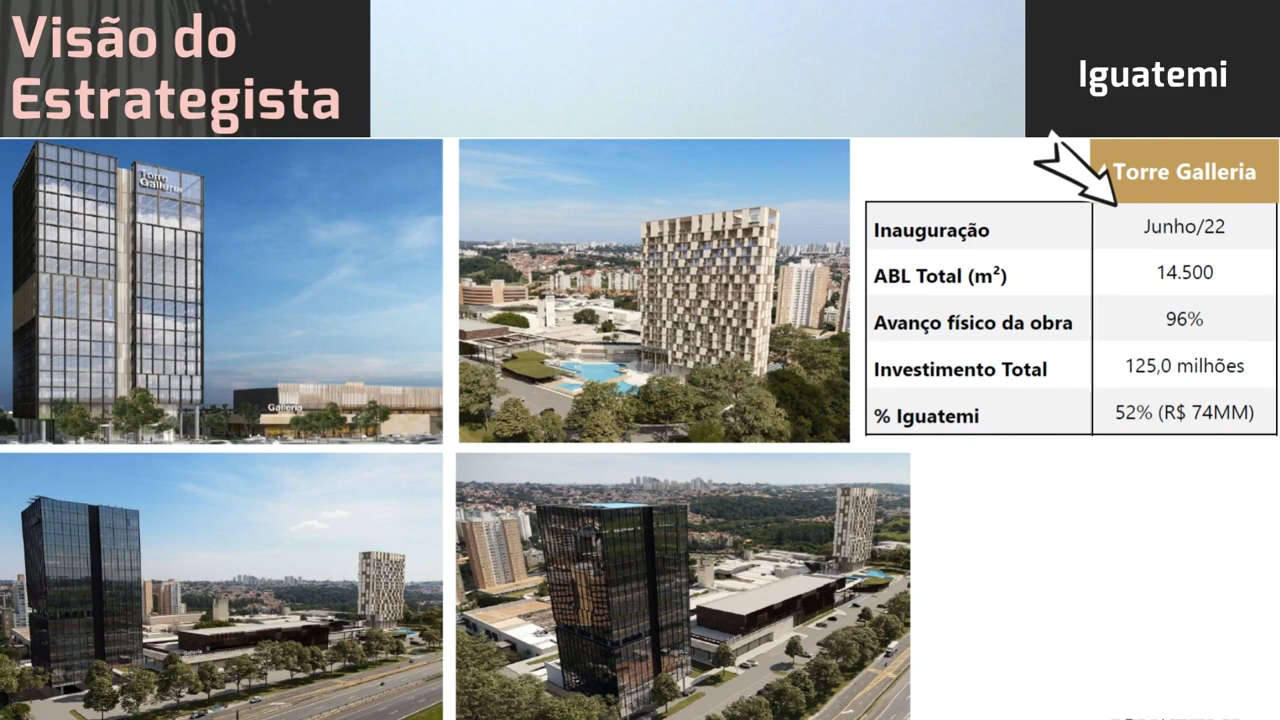 Visão do
Estrategista
Iguatemi
Torre
Galleria
Galleria
Torre Galleria
Inauguração
Junho/22
ABL Total (m²)
14.500
Avanço físico da obra
96%
Investimento Total
125,0 milhões
% Iguatemi
52% (R$ 74MM)
Galleria